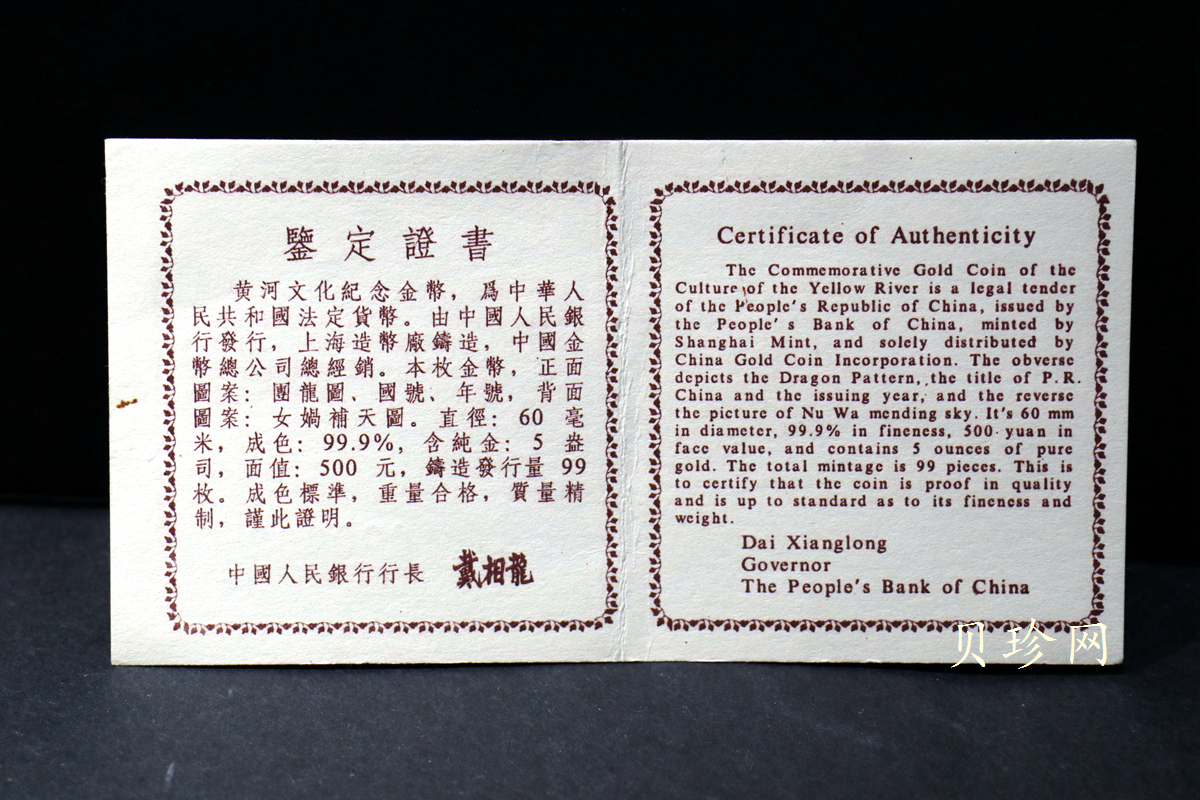 鑒定證書
黄河文化紀念金幣，爲中華人
民共和國法定貨幣。由中國人民銀
行發行，上海造幣廠鑄造，中國金
幣總公司總經銷。本枚金幣，正面
圖案：團龍圖、國號、年號，背面
圖案：女媧補天圖。直徑：60 毫
米，成色：99.9%，含純金：5 盎
司，面值：500 元，鑄造發行量 99
枚。成色標準，重量合格，質量精
制，謹此證明。
中國人民銀行行長 戴相龍
Certificate of Authenticity
The Commemorative Gold Coin of the
Culture of the Yellow River is a legal tender
of the People's Republic of China, issued by
the People's Bank of China, minted by
Shanghai Mint, and solely distributed by
China Gold Coin Incorporation. The obverse
depicts the Dragon Pattern, the title of P.R.
China and the issuing year, and the reverse
the picture of Nu Wa mending sky. It's 60 mm
in diameter, 99.9% in fineness, 500 yuan in
face value, and contains 5 ounces of pure
gold. The total mintage is 99 pieces. This is
to certify that the coin is proof in quality
and is up to standard as to its fineness and
weight.
Dai Xianglong
Governor
The People's Bank of China
贝珍网